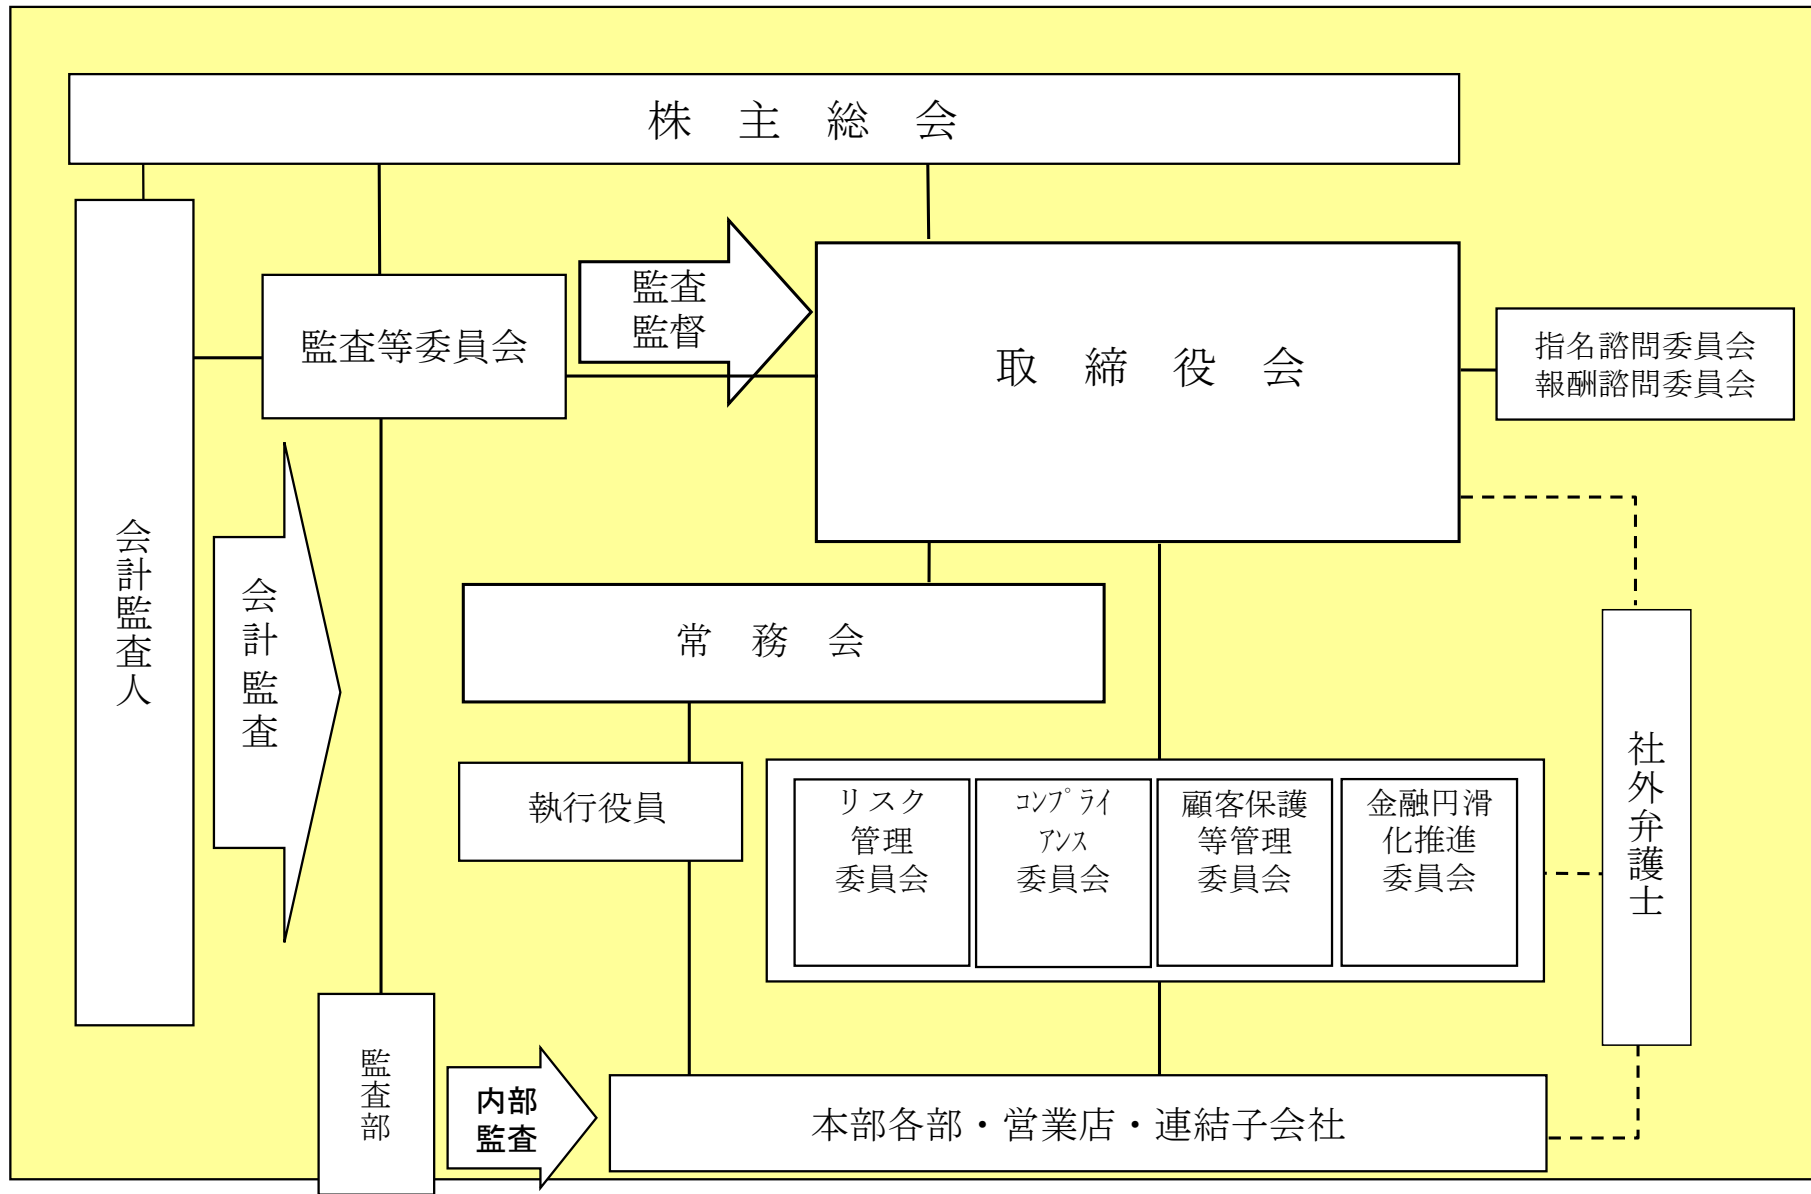 株主総会
監査
監督
監査等委員会
取締役会
指名諮問委員会
報酬諮問委員会
会計監査人
会計監査
常務会
執行役員
リスク
管理
委員会
ｺﾝﾌﾟﾗｲ
ｱﾝｽ
委員会
顧客保護
等管理
委員会
金融円滑
化推進
委員会
社外弁護士
監査部
内部
監査
本部各部・営業店・連結子会社